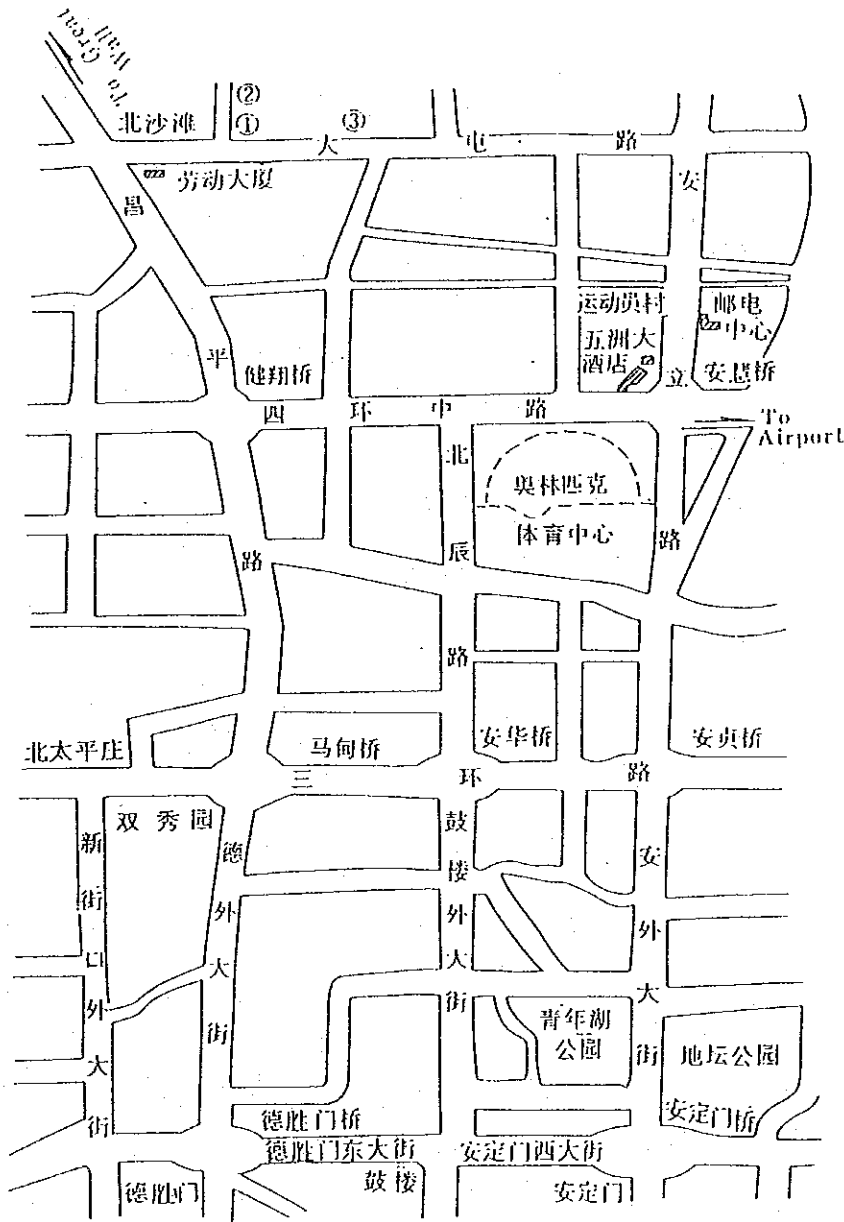 To Great
Wall
②
北沙滩
①
③
大屯路
劳动大厦
昌平路
安立路
运动员村
邮电
中心
五洲大
酒店
健翔桥
安慧桥
四环中路
To
Airport
北辰路
奥林匹克
体育中心
北太平庄
马甸桥
安华桥
安贞桥
三环路
双秀园
新街口外大街
德外大街
鼓楼外大街
安外大街
青年湖
公园
地坛公园
德胜门桥
安定门桥
德胜门东大街
安定门西大街
德胜门
鼓楼
安定门